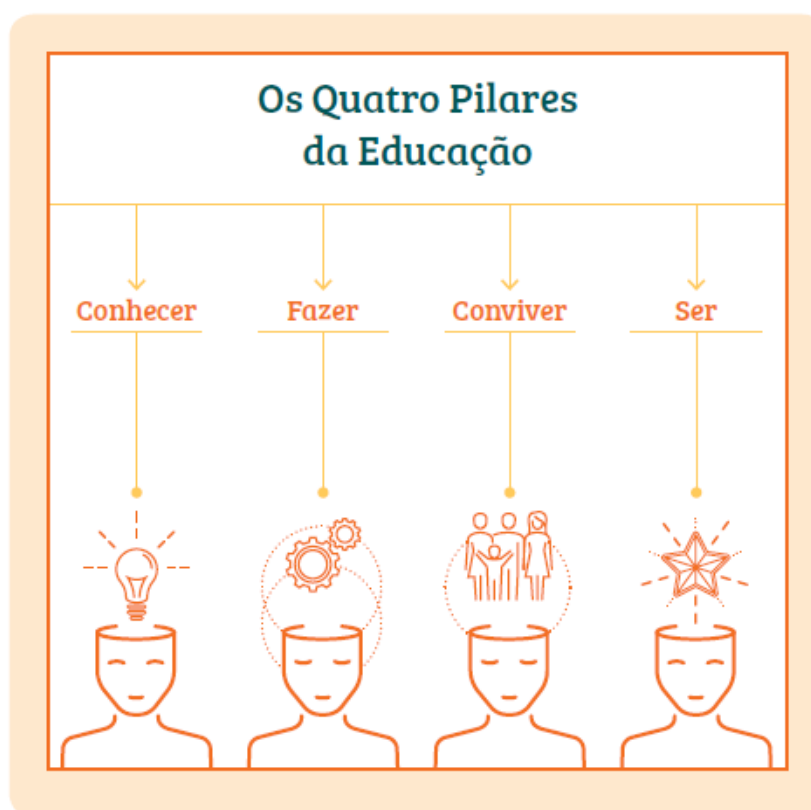 Os Quatro Pilares
da Educação
Conhecer
Fazer
Conviver
Ser